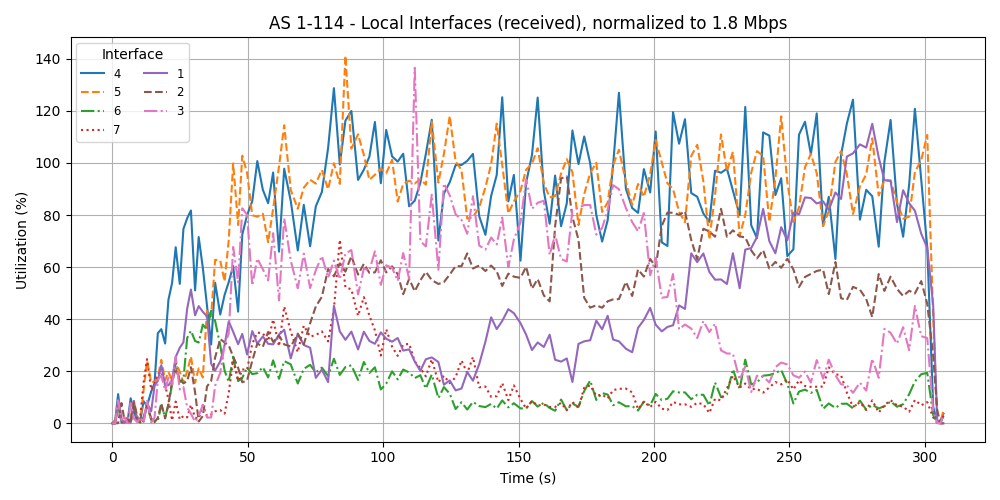 AS 1-114 - Local Interfaces (received), normalized to 1.8 Mbps
Interface
4 1
5 2
6 3
7
Utilization (%)
140
120
100
80
60
40
20
0
0 50 100 150 200 250 300
Time (s)